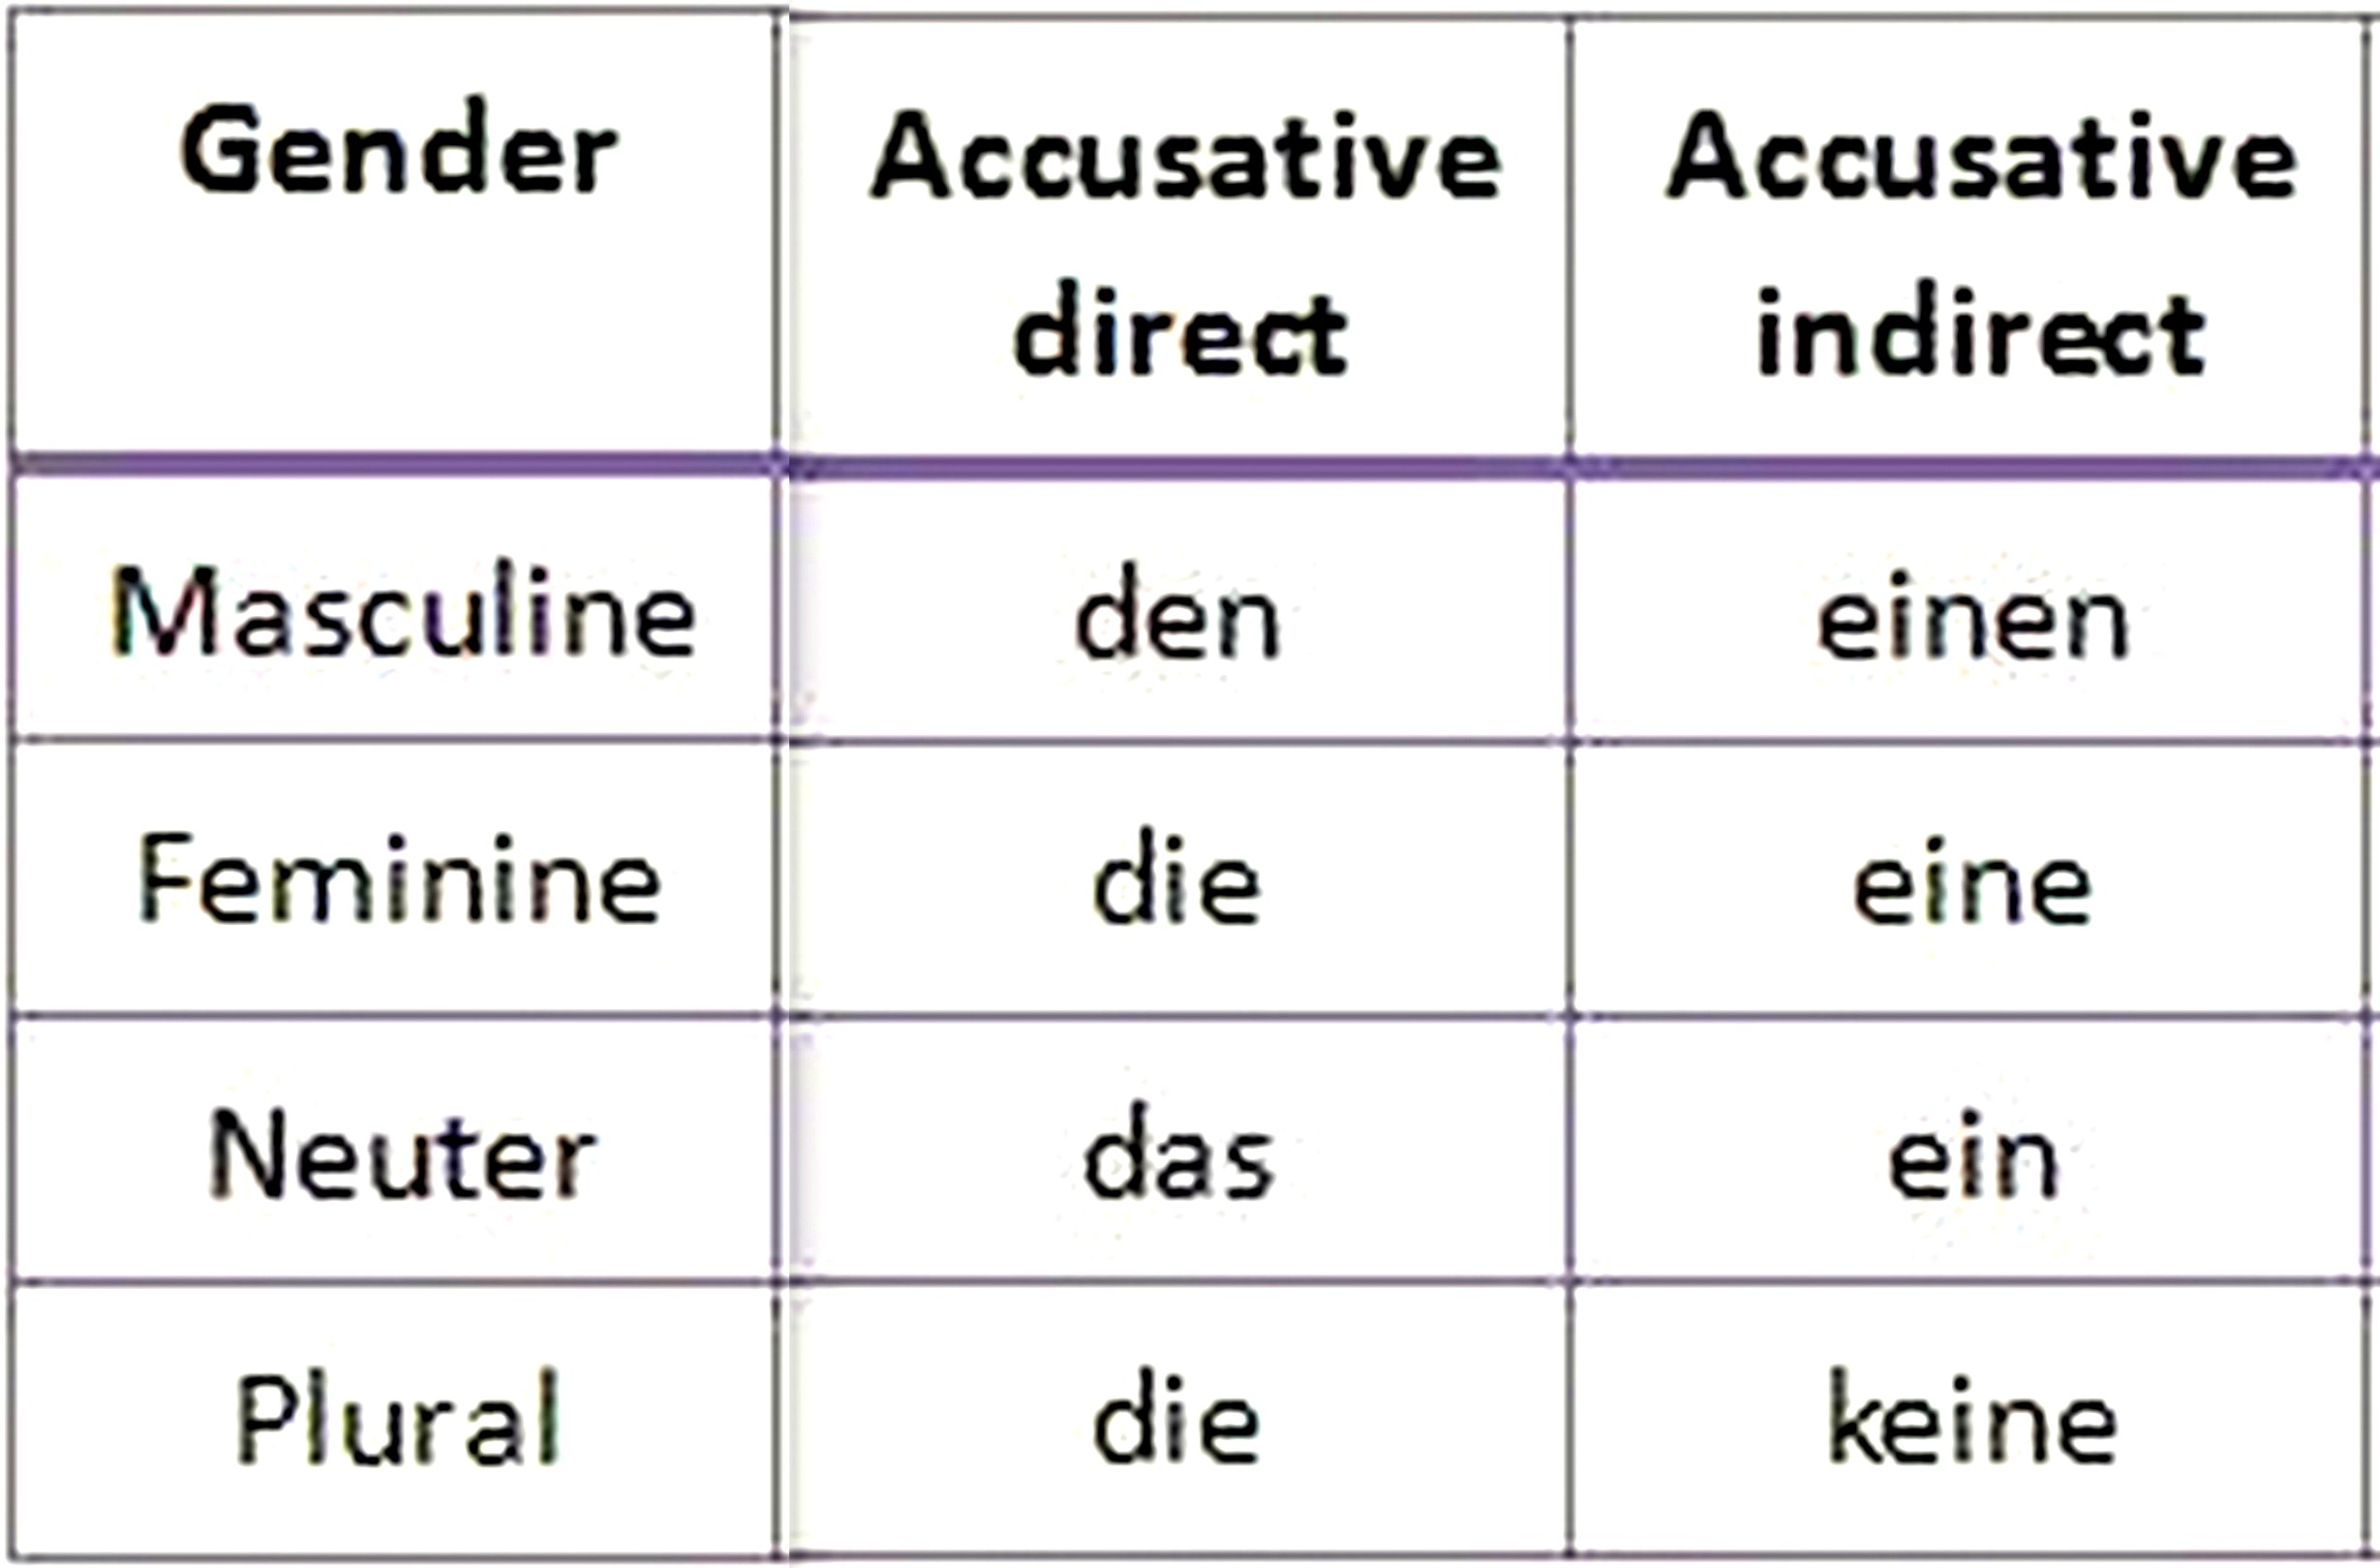 Gender Accusative Accusative
direct indirect
Masculine den einen
Feminine die eine
Neuter das ein
Plural die keine